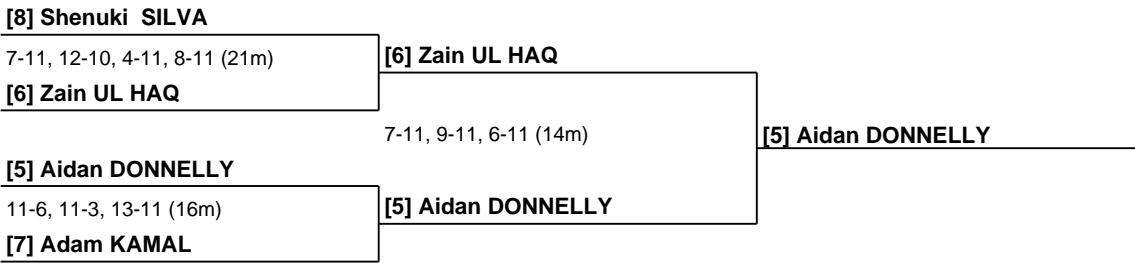 [8] Shenuki  SILVA
7-11, 12-10, 4-11, 8-11 (21m)
[6] Zain UL HAQ
[6] Zain UL HAQ
7-11, 9-11, 6-11 (14m)
[5] Aidan DONNELLY
[5] Aidan DONNELLY
11-6, 11-3, 13-11 (16m)
[5] Aidan DONNELLY
[7] Adam KAMAL